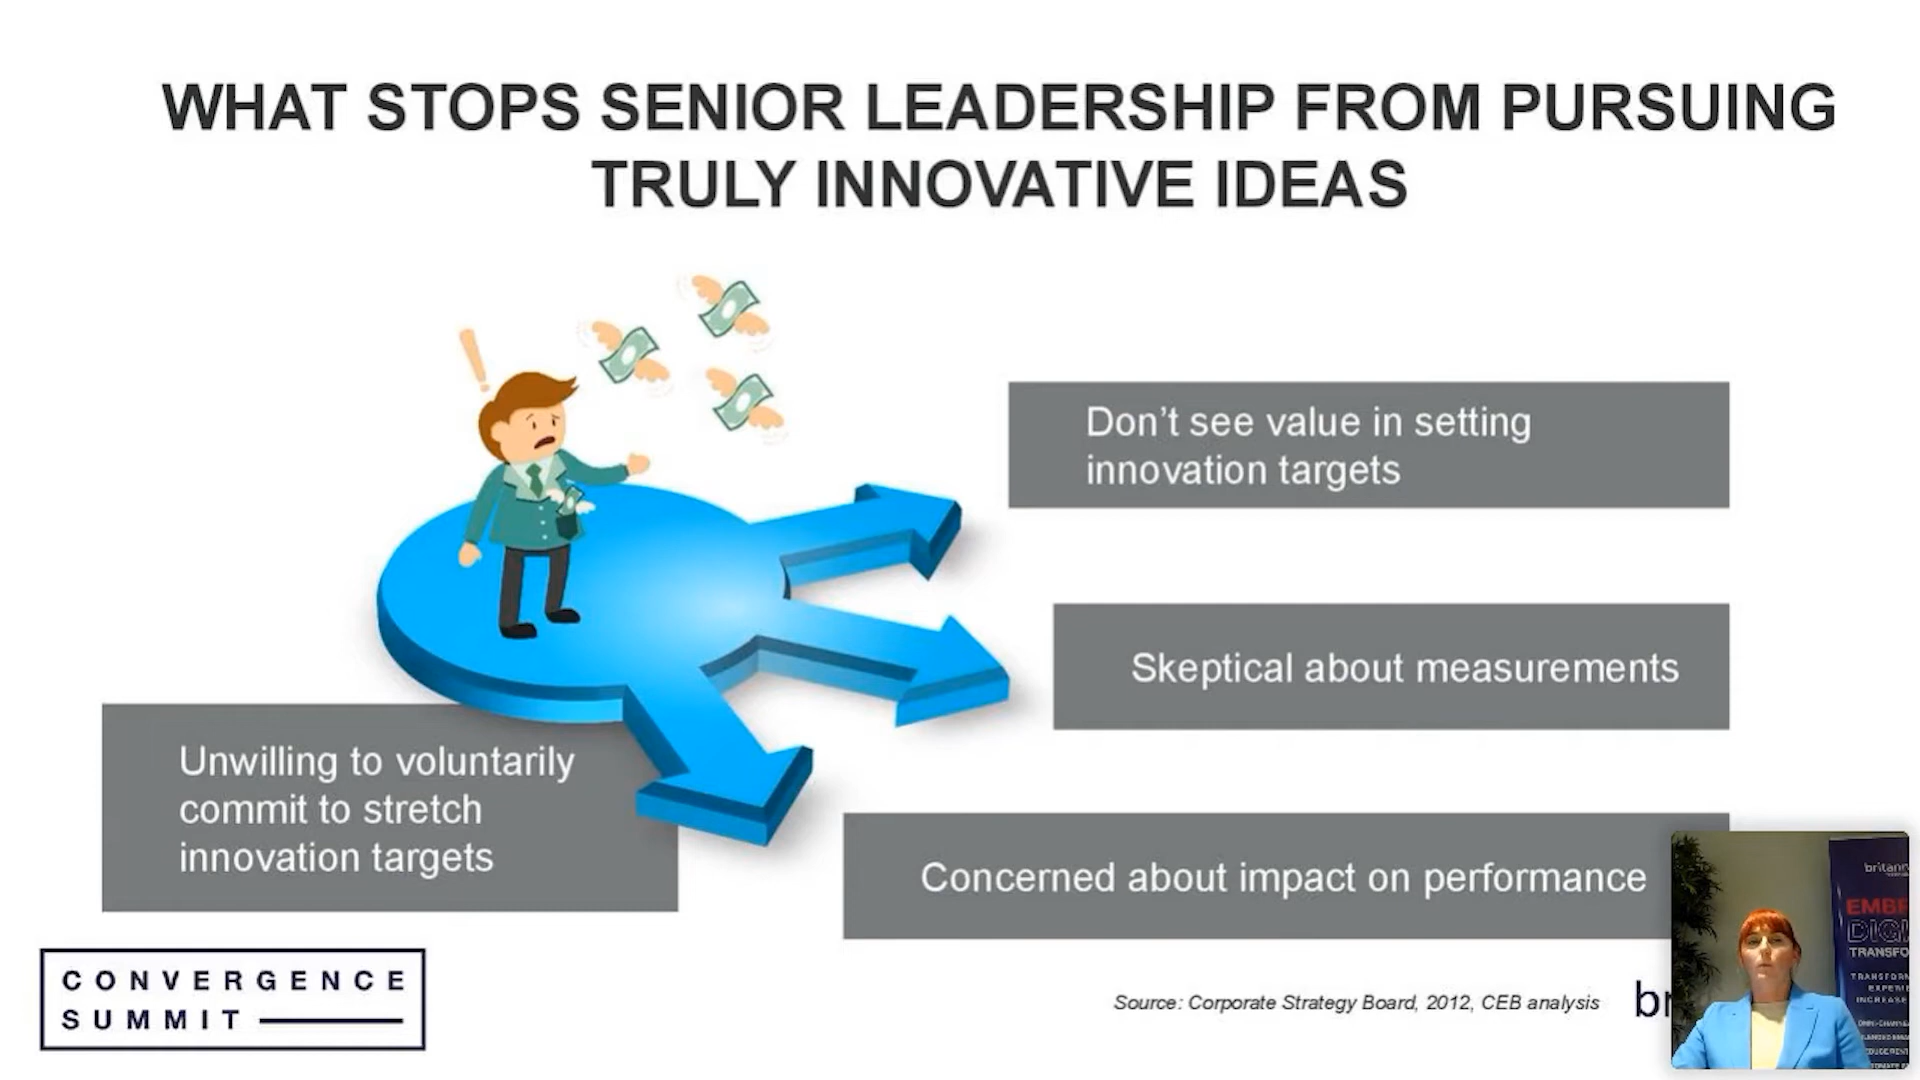 WHAT STOPS SENIOR LEADERSHIP FROM PURSUING
TRULY INNOVATIVE IDEAS
Don't see value in setting
innovation targets
Skeptical about measurements
Unwilling to voluntarily
commit to stretch
innovation targets
Concerned about impact on performance
CONVERGENCE
SUMMIT
Source: Corporate Strategy Board, 2012, CEB analysis